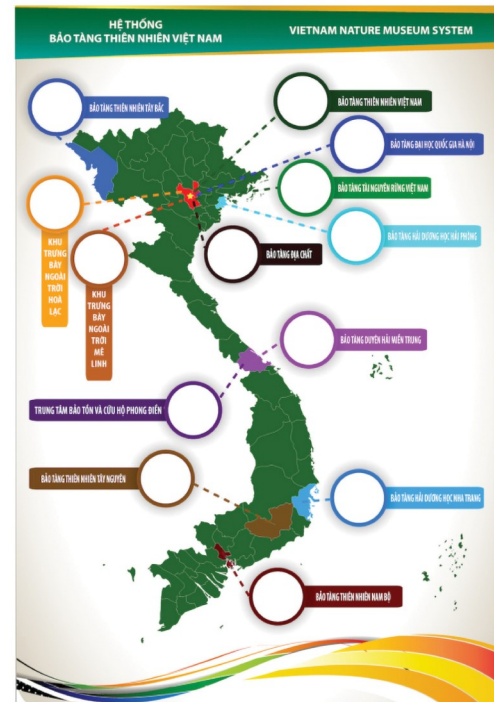 HỆ THỐNG
BẢO TÀNG THIÊN NHIÊN VIỆT NAM
VIETNAM NATURE MUSEUM SYSTEM
BẢO TÀNG THIÊN NHIÊN TÂY BẮC
BẢO TÀNG THIÊN NHIÊN VIỆT NAM
BẢO TÀNG ĐẠI HỌC QUỐC GIA HÀ NỘI
BẢO TÀNG TÀI NGUYÊN RỪNG VIỆT NAM
BẢO TÀNG HẢI DƯƠNG HỌC HẢI PHÒNG
BẢO TÀNG ĐỊA CHẤT
KHU
TRƯNG
BÀY
NGOÀI
TRỜI
HOÀ
LẠC
KHU
TRƯNG
BÀY
NGOÀI
TRỜI
MÊ
LINH
BẢO TÀNG DUYÊN HẢI MIỀN TRUNG
TRUNG TÂM BẢO TỒN VÀ CỨU HỘ PHONG ĐIỀN
BẢO TÀNG THIÊN NHIÊN TÂY NGUYÊN
BẢO TÀNG HẢI DƯƠNG HỌC NHA TRANG
BẢO TÀNG THIÊN NHIÊN NAM BỘ